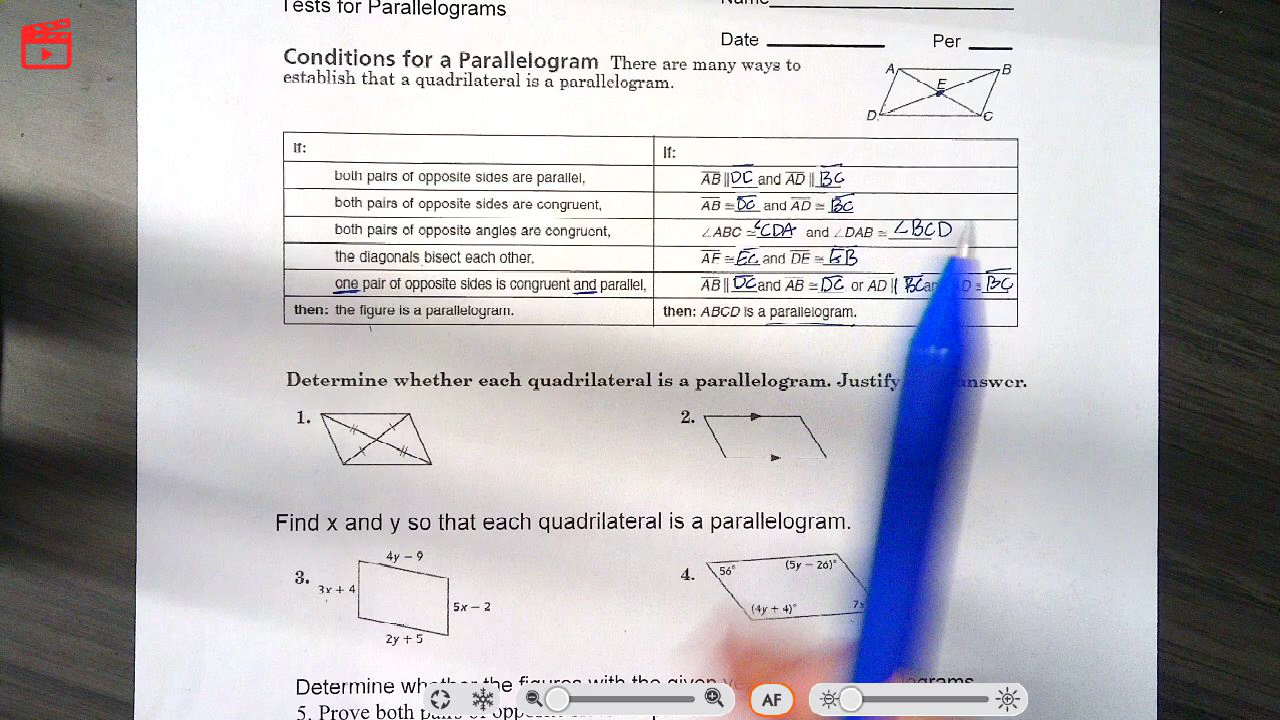 Tests for Parallelograms
Name
Date Per
Conditions for a Parallelogram There are many ways to
establish that a quadrilateral is a parallelogram.
A B
E
D C
If: If:
both pairs of opposite sides are parallel, AB ∥ DC and AD ∥ BC
both pairs of opposite sides are congruent, AB ≅ DC and AD ≅ BC
both pairs of opposite angles are congruent, ∠ABC ≅ ∠CDA and ∠DAB ≅ ∠BCD
the diagonals bisect each other, AE ≅ EC and DE ≅ EB
one pair of opposite sides is congruent and parallel, AB ∥ DC and AB ≅ DC or AD ∥ BC ≅ BC
then: the figure is a parallelogram. then: ABCD is a parallelogram.
Determine whether each quadrilateral is a parallelogram. Justify answer.
1. 2.
Find x and y so that each quadrilateral is a parallelogram.
3. 4y − 9
3x + 4
5x − 2
2y + 5
4. 56° (5y − 26)°
(4y + 4)° 7x
Determine the figures with the given
5. Prove both pairs of
AF